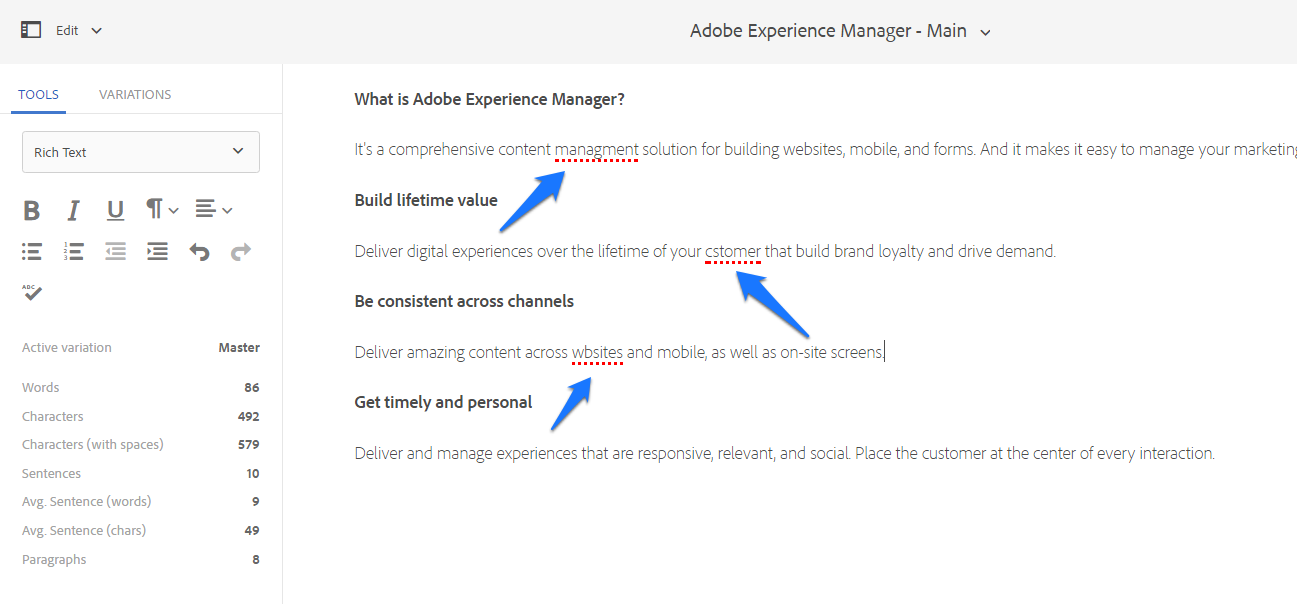 Edit
Adobe Experience Manager - Main
TOOLS VARIATIONS
Rich Text
B I U
ABC
Active variation Master
Words 86
Characters 492
Characters (with spaces) 579
Sentences 10
Avg. Sentence (words) 9
Avg. Sentence (chars) 49
Paragraphs 8
What is Adobe Experience Manager?
It's a comprehensive content managment solution for building websites, mobile, and forms. And it makes it easy to manage your marketing
Build lifetime value
Deliver digital experiences over the lifetime of your cstomer that build brand loyalty and drive demand.
Be consistent across channels
Deliver amazing content across wbsites and mobile, as well as on-site screens.
Get timely and personal
Deliver and manage experiences that are responsive, relevant, and social. Place the customer at the center of every interaction.